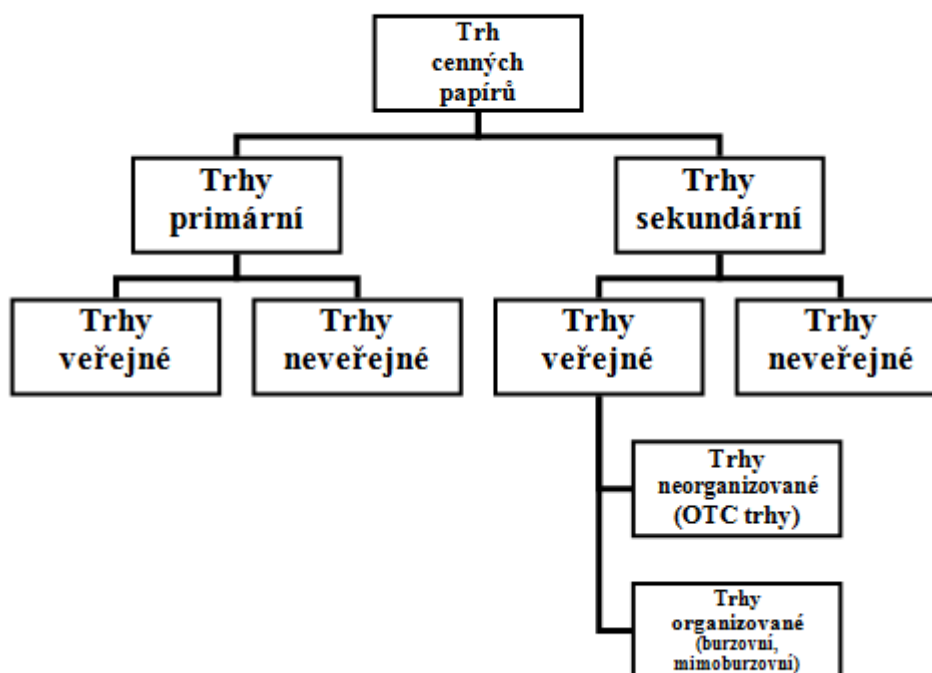 Trh
cenných
papírů
Trhy
primární
Trhy
sekundární
Trhy
veřejné
Trhy
neveřejné
Trhy
veřejné
Trhy
neveřejné
Trhy
neorganizované
(OTC trhy)
Trhy
organizované
(burzovní,
mimoburzovní)